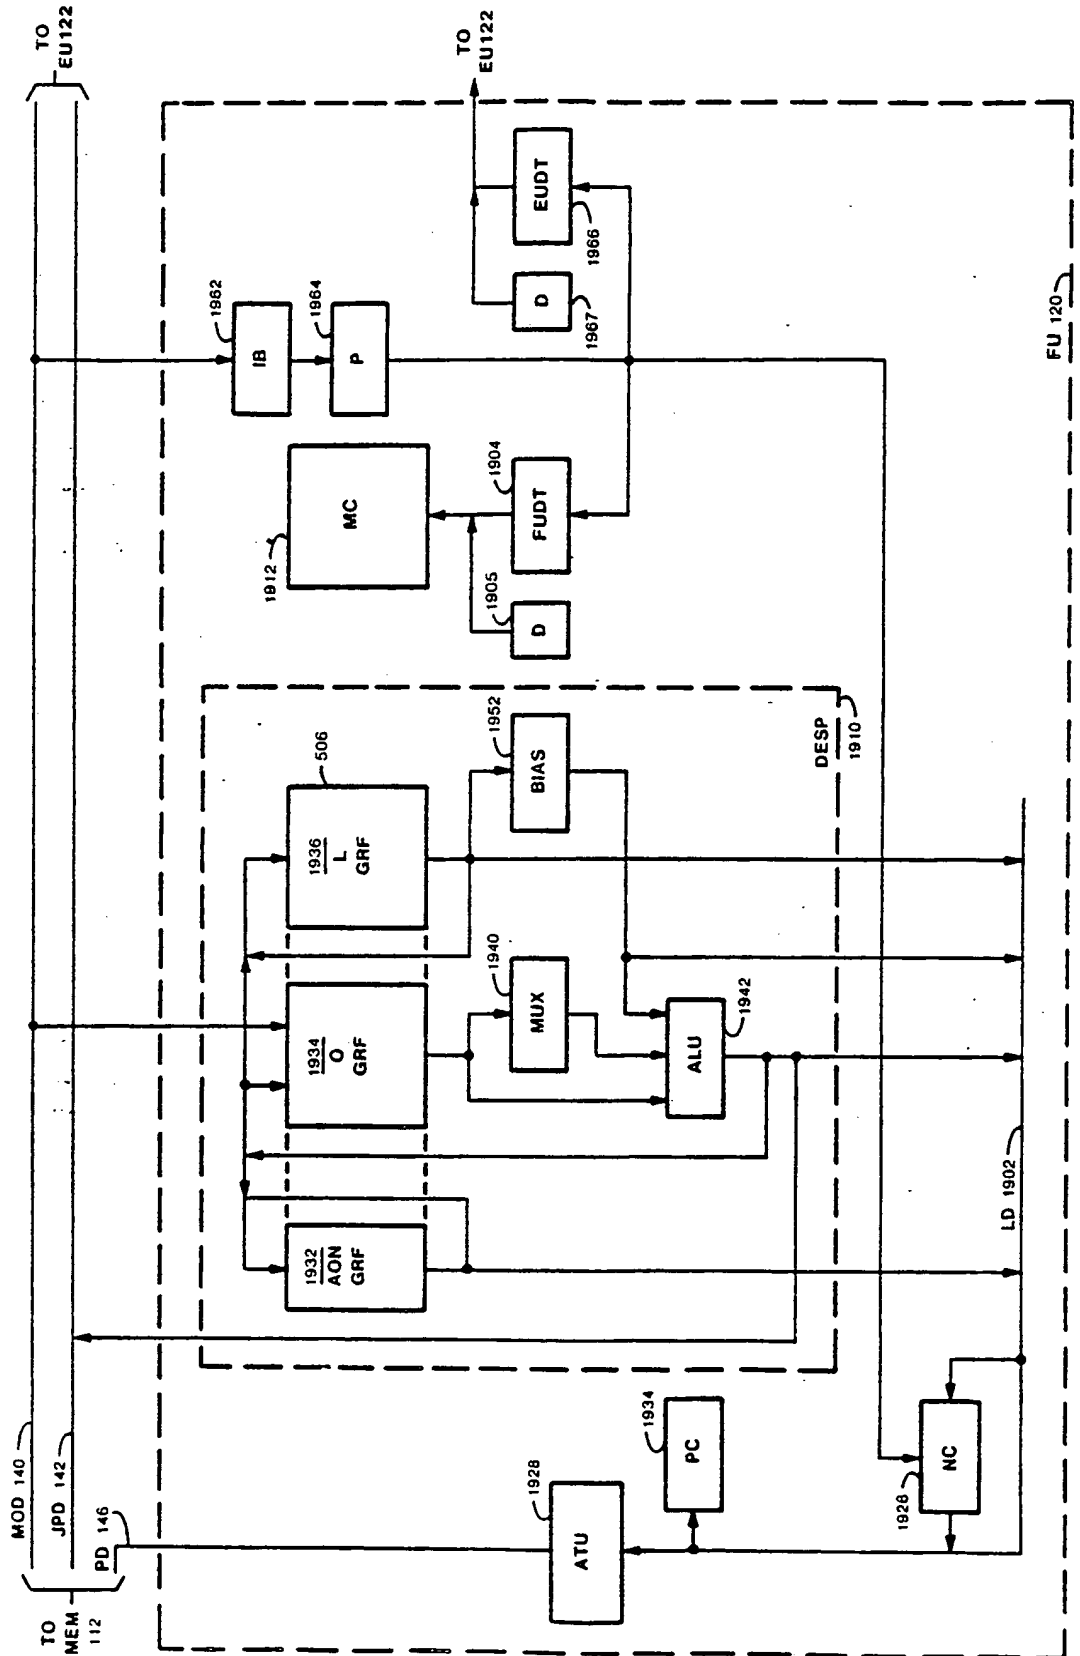 TO
MEM
112
MOD 140
JPD 142
PD 146
TO
EU122
TO
EU122
FU 120
ATU
1928
PC
1934
NC
1928
LD 1902
DESP
1910
1932
AON
GRF
1934
O
GRF
1936
L
GRF
506
MUX
1940
ALU
1942
BIAS
1952
MC
1912
D
1905
FUDT
1904
IB
1962
P
1964
D
1967
EUDT
1966